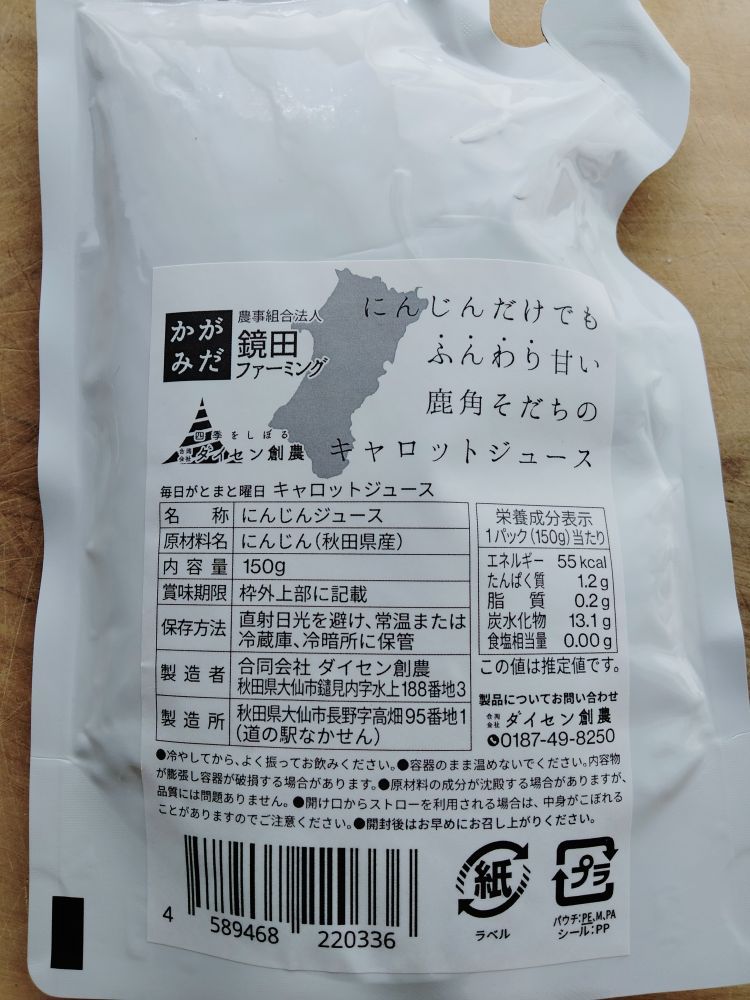 かが
みだ
農事組合法人
鏡田
ファーミング
にんじんだけでも
ふんわり甘い
鹿角そだちの
キャロットジュース
四季をしぼる
合同会社 ダイセン創農
毎日がとまと曜日 キャロットジュース
名 称 にんじんジュース
原材料名 にんじん(秋田県産)
内容量 150g
賞味期限 枠外上部に記載
保存方法 直射日光を避け、常温または
冷蔵庫、冷暗所に保管
製造者 合同会社 ダイセン創農
秋田県大仙市鑓見内字水上188番地3
製造所 秋田県大仙市長野字高畑95番地1
(道の駅なかせん)
栄養成分表示
1パック(150g)当たり
エネルギー 55kcal
たんぱく質 1.2g
脂 質 0.2g
炭水化物 13.1g
食塩相当量 0.00g
この値は推定値です。
製品についてお問い合わせ
合同会社 ダイセン創農
0187-49-8250
●冷やしてから、よく振ってお飲みください。●容器のまま温めないでください。内容物
が膨張し容器が破損する場合があります。●原材料の成分が沈殿する場合がありますが、
品質には問題ありません。●開け口からストローを利用される場合は、中身がこぼれる
ことがありますのでご注意ください。●開封後はお早めにお召し上がりください。
4 589468 220336
紙
ラベル
プラ
パウチ:PE,M,PA
シール:PP